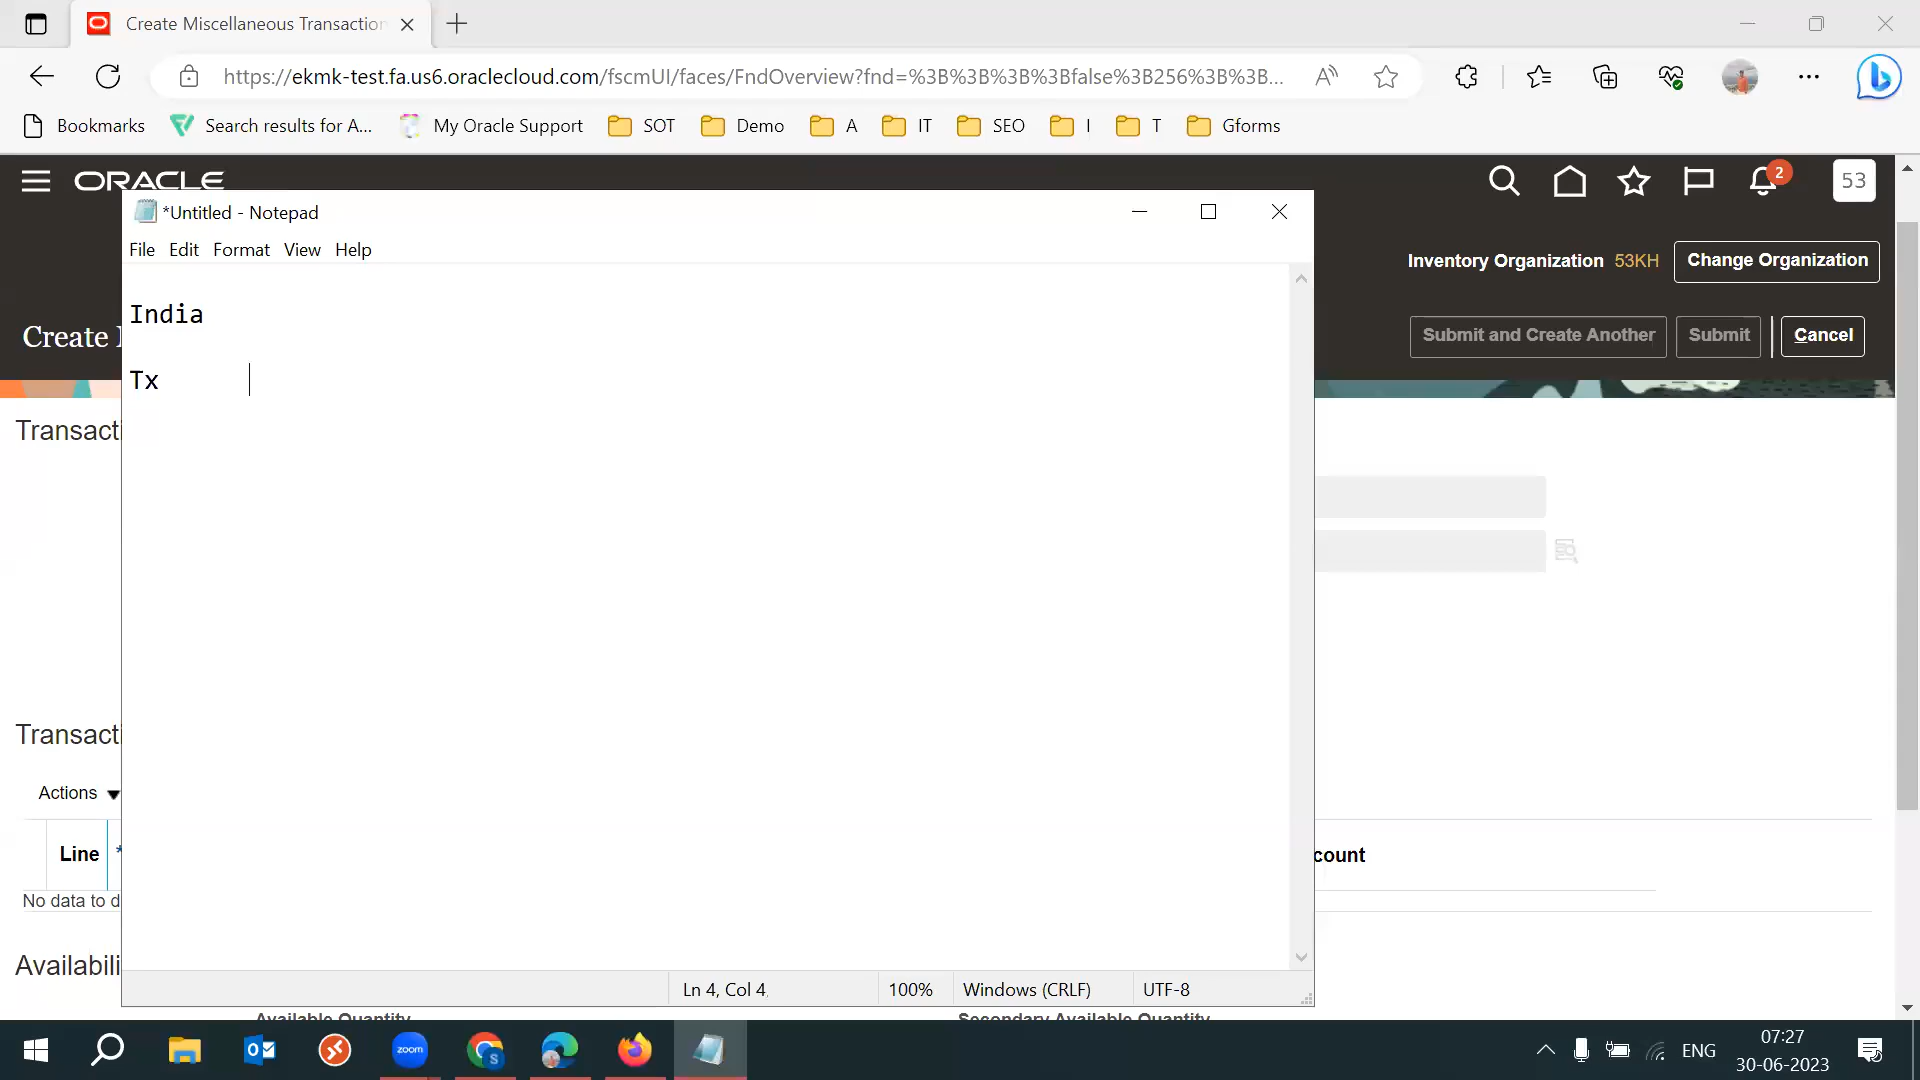 Create Miscellaneous Transaction
https://ekmk-test.fa.us6.oraclecloud.com/fscmUI/faces/FndOverview?fnd=%3B%3B%3B%3Bfalse%3B256%3B%3B...
Bookmarks Search results for A... My Oracle Support SOT Demo A IT SEO I T Gforms
ORACLE 2 53
*Untitled - Notepad
File Edit Format View Help
Inventory Organization 53KH Change Organization
India
Create Submit and Create Another Submit Cancel
Tx
Transacti
Transacti
Actions
Line * count
No data to d
Availabili
Ln 4, Col 4 100% Windows (CRLF) UTF-8
Available Quantity Secondary Available Quantity
zoom S ENG 07:27
30-06-2023